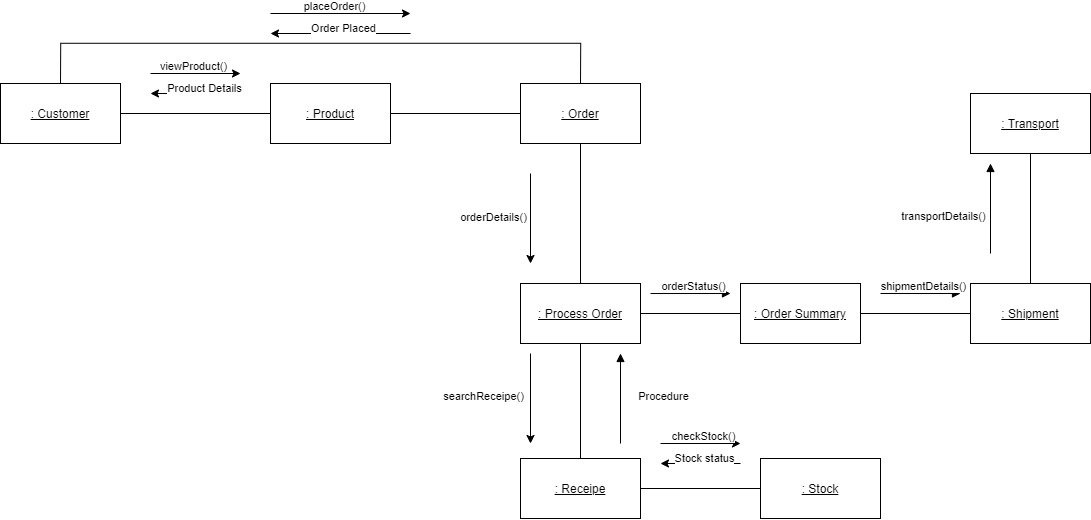 placeOrder()
Order Placed
viewProduct()
Product Details
: Customer
: Product
: Order
: Transport
orderDetails()
transportDetails()
orderStatus()
shipmentDetails()
: Process Order
: Order Summary
: Shipment
searchReceipe()
Procedure
checkStock()
Stock status
: Receipe
: Stock